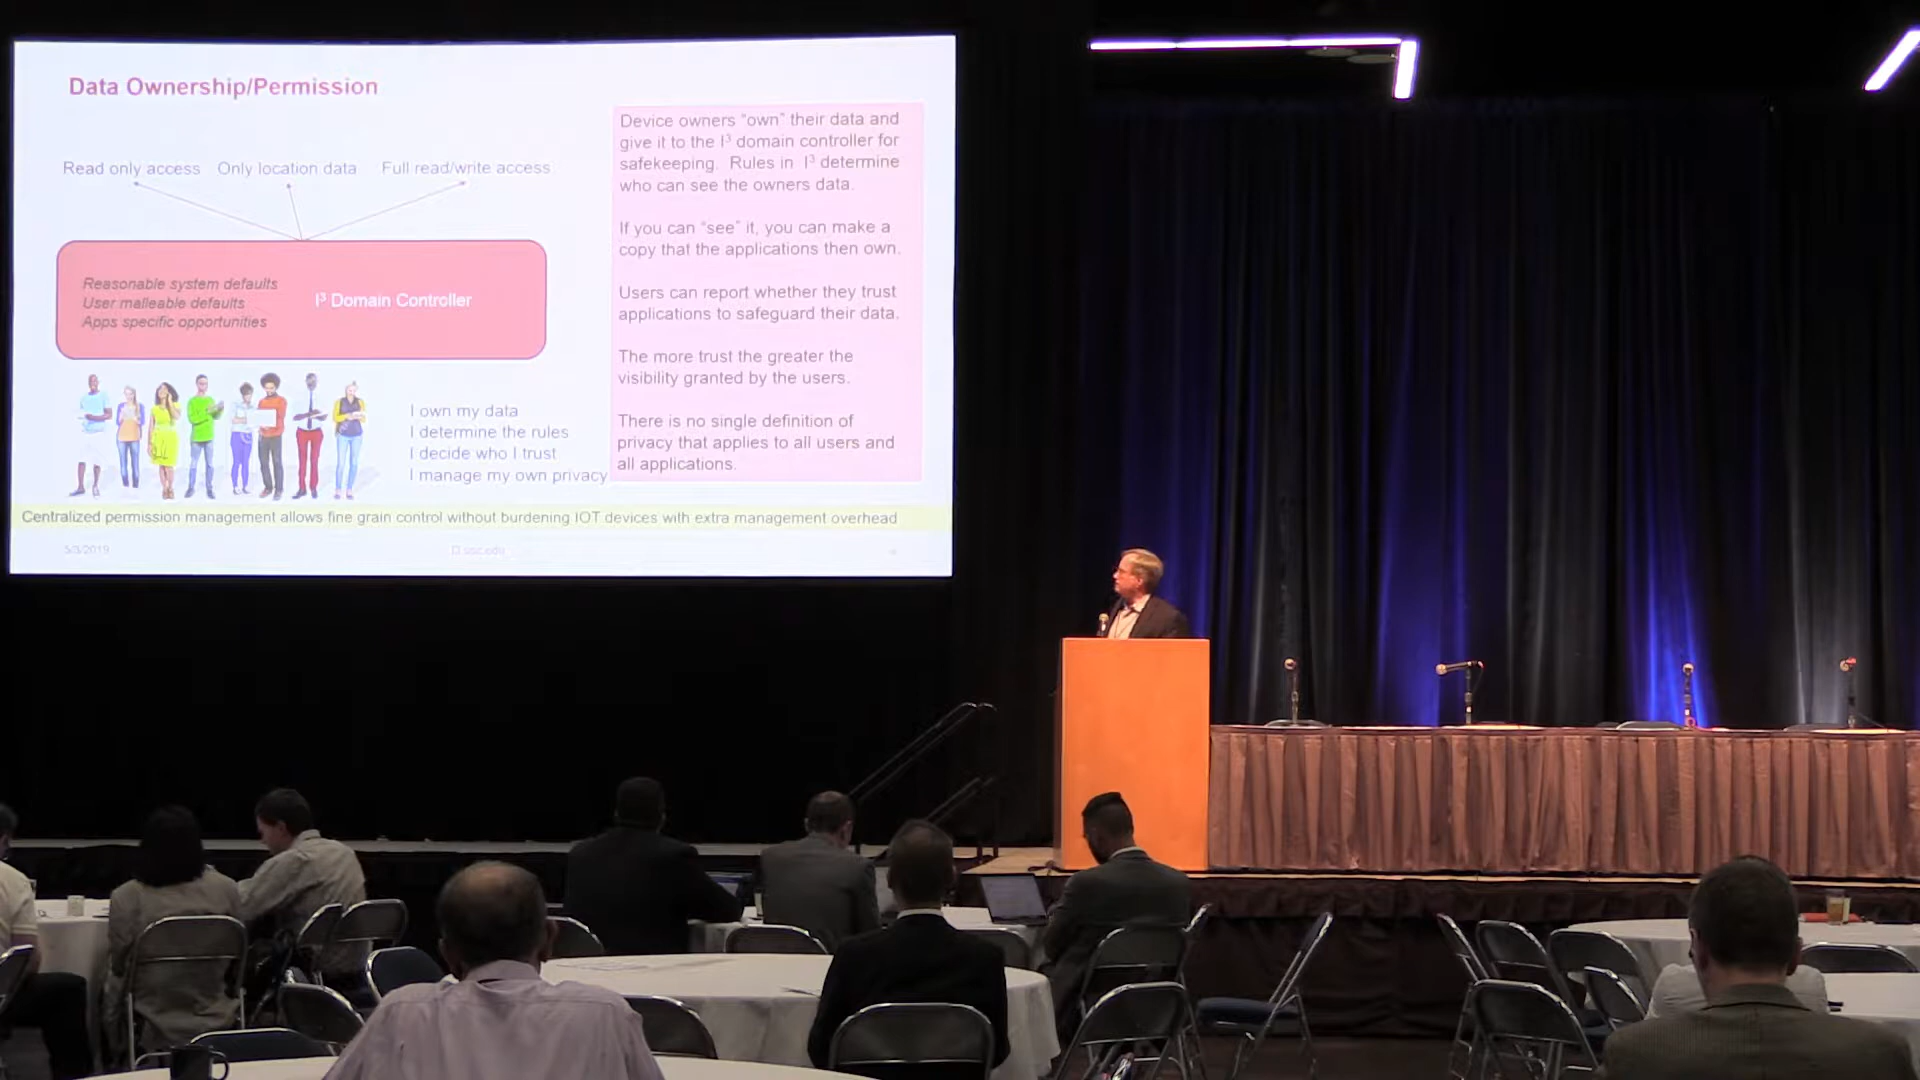 Data Ownership/Permission
Read only access
Only location data
Full read/write access
Reasonable system defaults
User malleable defaults
Apps specific opportunities
I³ Domain Controller
I own my data
I determine the rules
I decide who I trust
I manage my own privacy
Device owners “own” their data and
give it to the I³ domain controller for
safekeeping. Rules in I³ determine
who can see the owners data.
If you can “see” it, you can make a
copy that the applications then own.
Users can report whether they trust
applications to safeguard their data.
The more trust the greater the
visibility granted by the users.
There is no single definition of
privacy that applies to all users and
all applications.
Centralized permission management allows fine grain control without burdening IOT devices with extra management overhead
5/3/2019